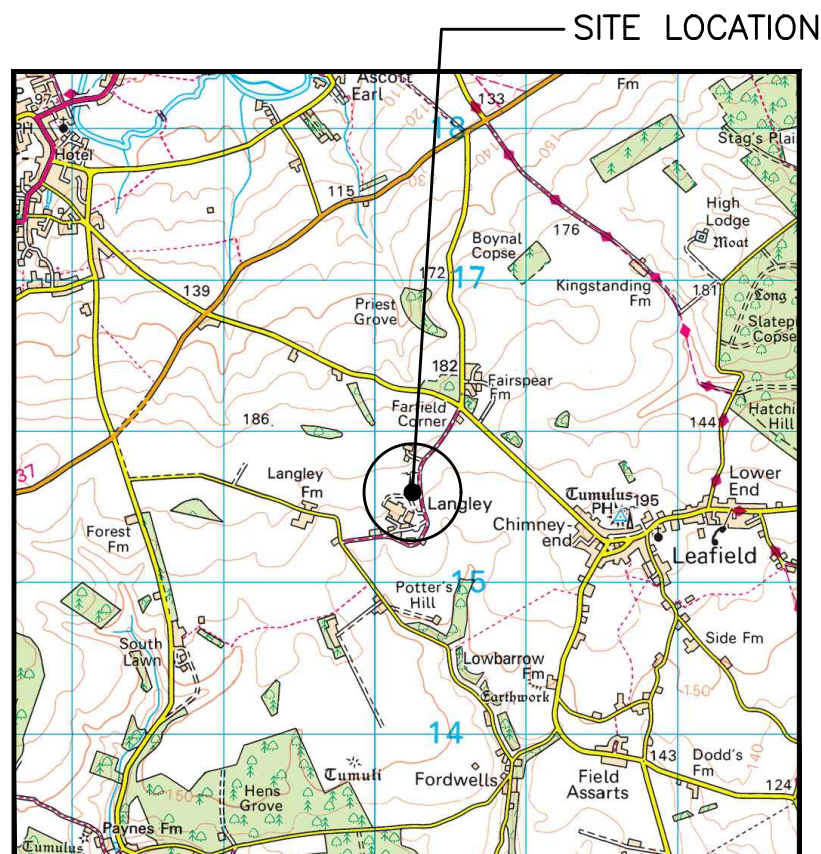 SITE LOCATION
Ascott
Earl
Fm
97
133
18
Stag's Plai
Hotel
115
150
High
Lodge
Moat
176
Boynal
Copse
172
17
Kingstanding
Fm
181
139
Long
Priest
Grove
Slatep
Copse
182
Fairspear
Fm
Farfield
Corner
186
144
Hatchi
Hill
37
Langley
Fm
Lower
End
Langley
Tumulus
PH
195
Chimney-
end
Forest
Fm
Leafield
15
Potter's
Hill
South
Lawn
Side Fm
Lowbarrow
Fm
Earthwork
150
14
143
Dodd's
Fm
140
Tumuli
Fordwells
Field
Assarts
124
150
Hens
Grove
Paynes Fm
Tumulus